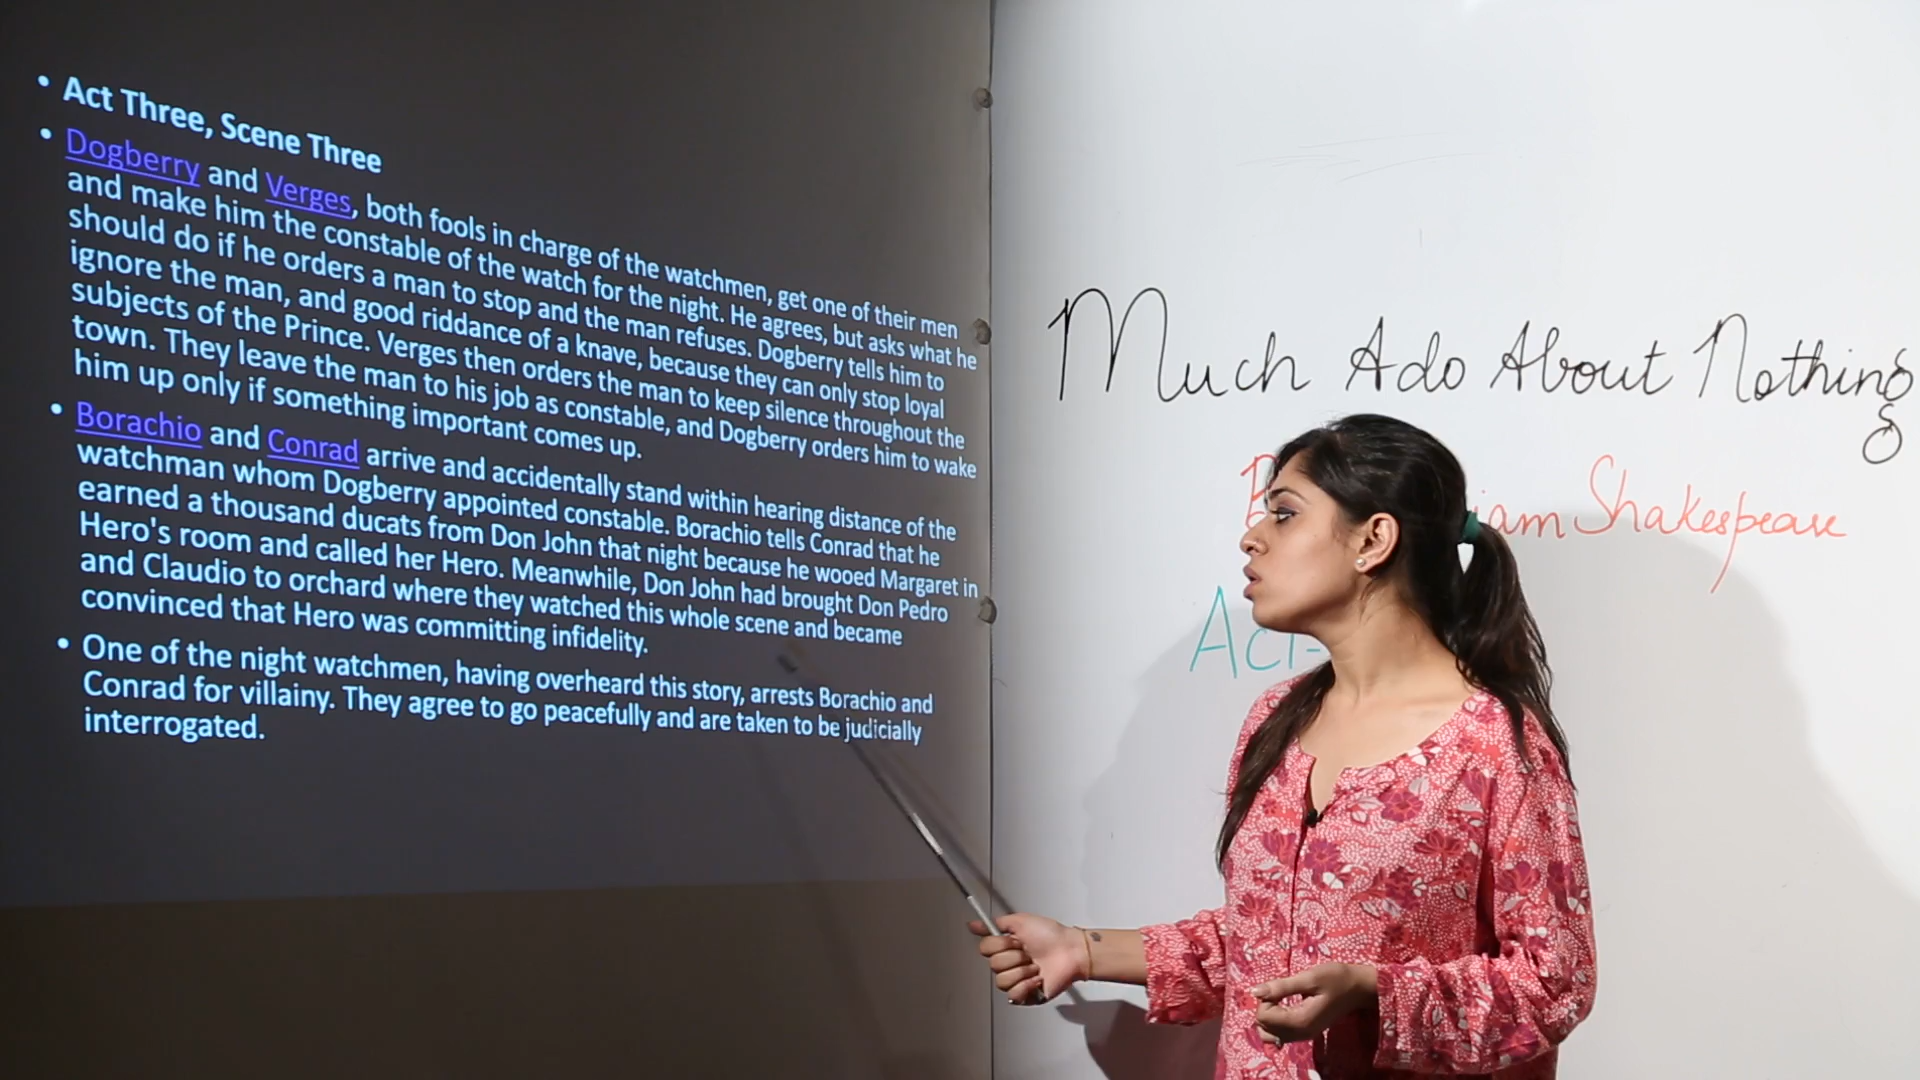 • Act Three, Scene Three
• Dogberry and Verges, both fools in charge of the watchmen, get one of their men
and make him the constable of the watch for the night. He agrees, but asks what he
should do if he orders a man to stop and the man refuses. Dogberry tells him to
ignore the man, and good riddance of a knave, because they can only stop loyal
subjects of the Prince. Verges then orders the man to keep silence throughout the
town. They leave the man to his job as constable, and Dogberry orders him to wake
him up only if something important comes up.
• Borachio and Conrad arrive and accidentally stand within hearing distance of the
watchman whom Dogberry appointed constable. Borachio tells Conrad that he
earned a thousand ducats from Don John that night because he wooed Margaret in
Hero's room and called her Hero. Meanwhile, Don John had brought Don Pedro
and Claudio to orchard where they watched this whole scene and became
convinced that Hero was committing infidelity.
• One of the night watchmen, having overheard this story, arrests Borachio and
Conrad for villainy. They agree to go peacefully and are taken to be judicially
interrogated.
Much Ado About Nothing
Shakespeare
Act-